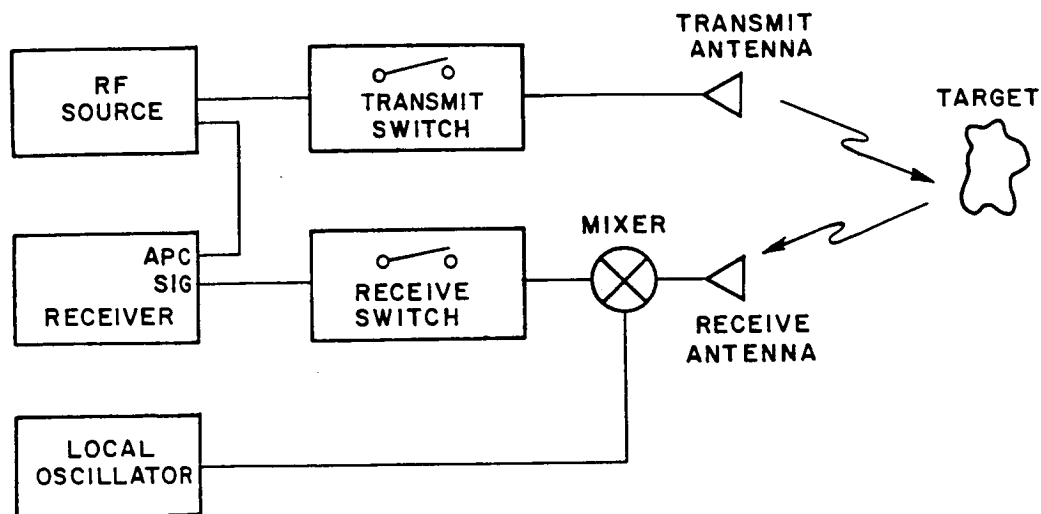 RF
SOURCE
TRANSMIT
SWITCH
TRANSMIT
ANTENNA
TARGET
APC
SIG
RECEIVER
RECEIVE
SWITCH
MIXER
RECEIVE
ANTENNA
LOCAL
OSCILLATOR